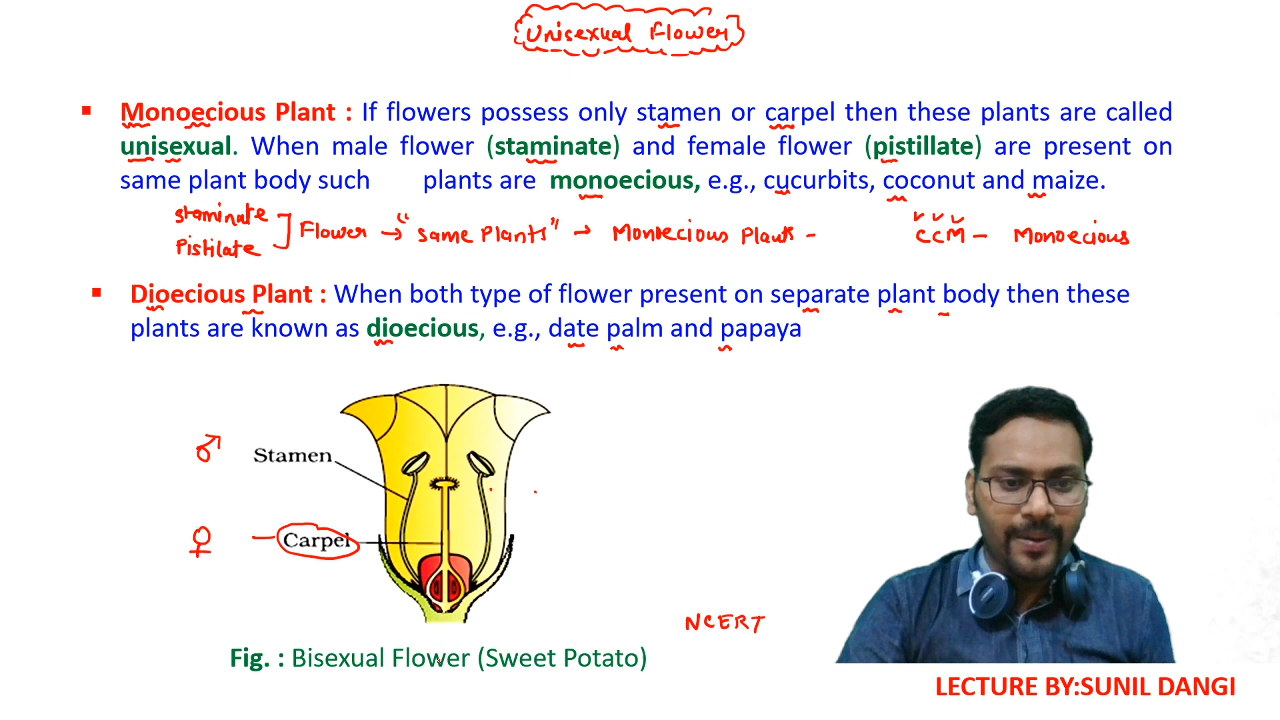 Unisexual Flower
▪ Monoecious Plant : If flowers possess only stamen or carpel then these plants are called
unisexual. When male flower (staminate) and female flower (pistillate) are present on
same plant body such plants are monoecious, e.g., cucurbits, coconut and maize.
Staminate
Pistilate ] Flower → "Same Plants" → Monoecious Plants - CCM - Monoecious
▪ Dioecious Plant : When both type of flower present on separate plant body then these
plants are known as dioecious, e.g., date palm and papaya
♂ Stamen
♀ - Carpel
NCERT
Fig. : Bisexual Flower (Sweet Potato)
LECTURE BY:SUNIL DANGI